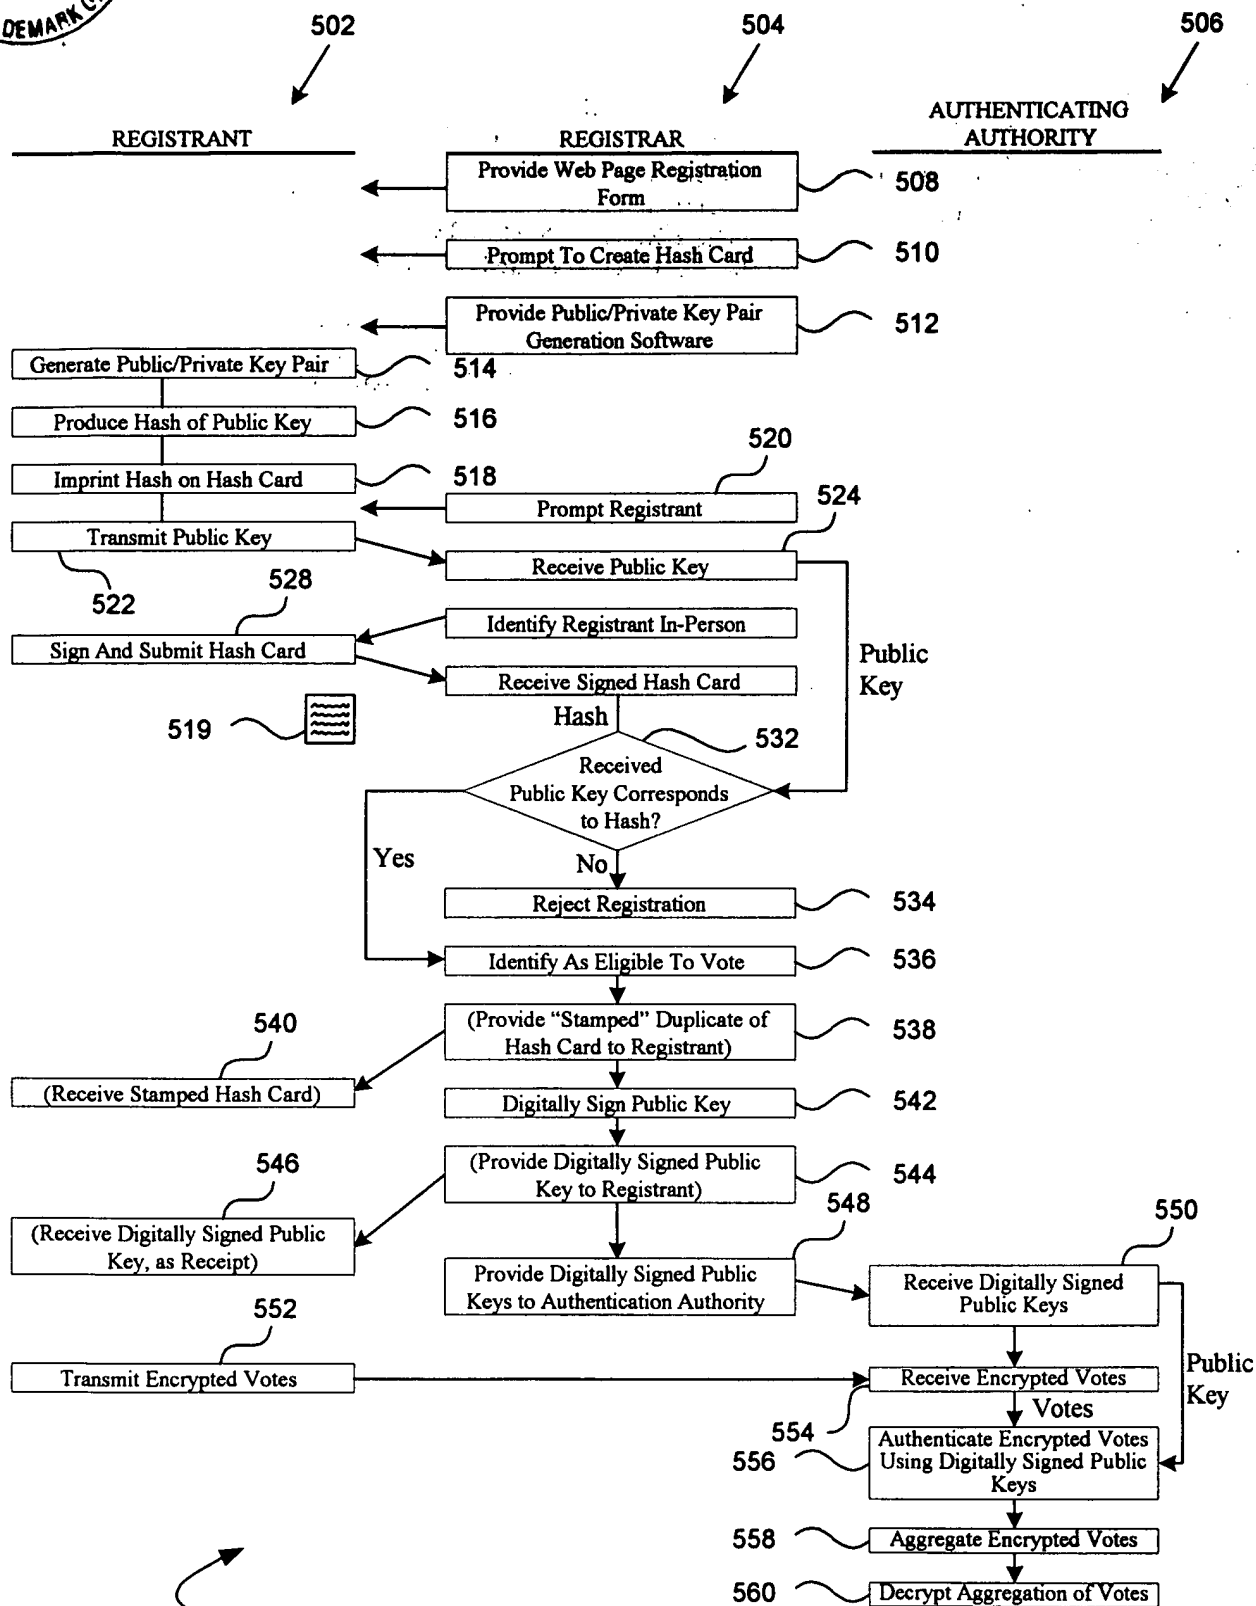 DEMARK
502
504
506
REGISTRANT
REGISTRAR
AUTHENTICATING
AUTHORITY
Provide Web Page Registration
Form
508
Prompt To Create Hash Card
510
Provide Public/Private Key Pair
Generation Software
512
Generate Public/Private Key Pair
514
Produce Hash of Public Key
516
Imprint Hash on Hash Card
518
520
Prompt Registrant
524
Transmit Public Key
522
Receive Public Key
528
Identify Registrant In-Person
Sign And Submit Hash Card
Public
Key
Receive Signed Hash Card
519
Hash
532
Received
Public Key Corresponds
to Hash?
Yes
No
Reject Registration
534
Identify As Eligible To Vote
536
(Provide “Stamped” Duplicate of
Hash Card to Registrant)
538
540
(Receive Stamped Hash Card)
Digitally Sign Public Key
542
(Provide Digitally Signed Public
Key to Registrant)
544
546
(Receive Digitally Signed Public
Key, as Receipt)
548
Provide Digitally Signed Public
Keys to Authentication Authority
550
Receive Digitally Signed
Public Keys
552
Transmit Encrypted Votes
Receive Encrypted Votes
Public
Key
554
Votes
Authenticate Encrypted Votes
Using Digitally Signed Public
Keys
556
558
Aggregate Encrypted Votes
560
Decrypt Aggregation of Votes